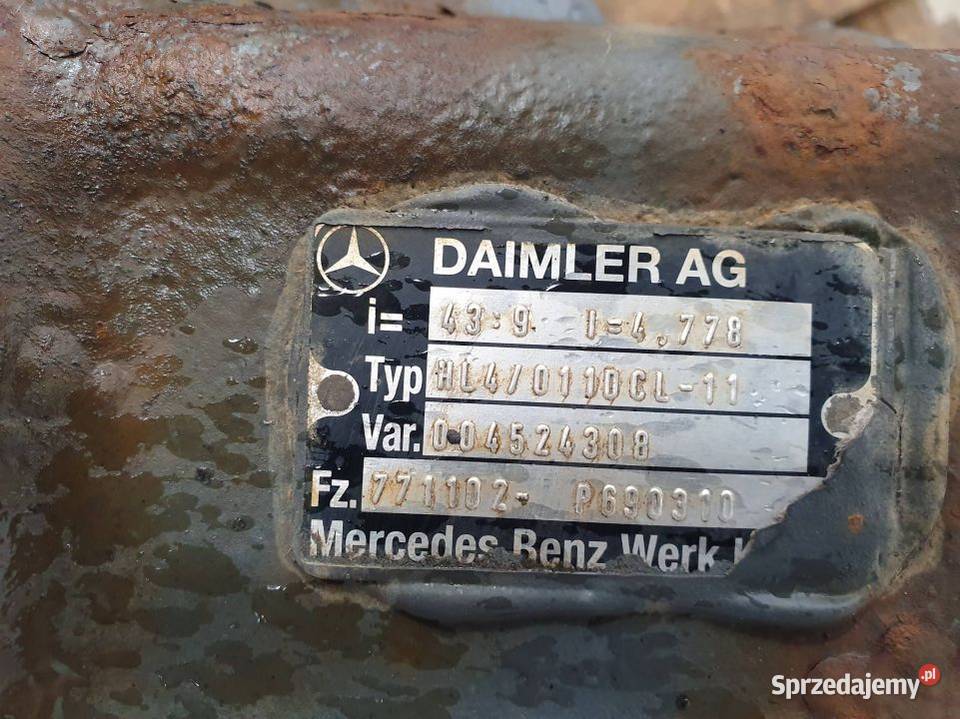 DAIMLER AG
i= 43:9 I=4,778
Typ HL4/011DCL-11
Var. 004524308
Fz. 771102- P690310
Mercedes Benz Werk
Sprzedajemy.pl